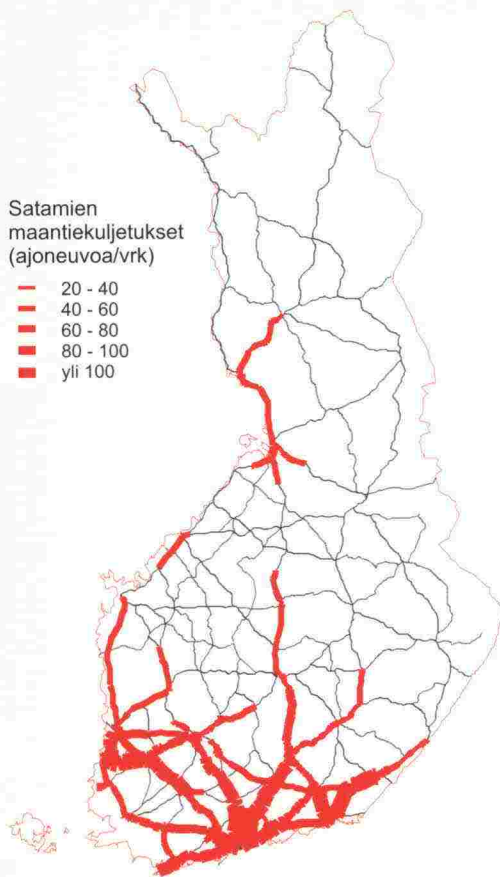 Satamien
maantiekuljetukset
(ajoneuvoa/vrk)
20 - 40
40 - 60
60 - 80
80 - 100
yli 100